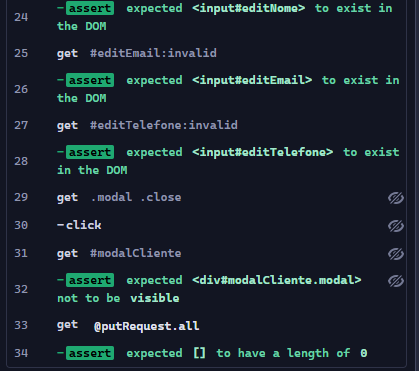 24 -assert expected <input#editNome> to exist in
the DOM
25 get #editEmail:invalid
26 -assert expected <input#editEmail> to exist in
the DOM
27 get #editTelefone:invalid
28 -assert expected <input#editTelefone> to exist
in the DOM
29 get .modal .close
30 -click
31 get #modalCliente
32 -assert expected <div#modalCliente.modal>
not to be visible
33 get @putRequest.all
34 -assert expected [] to have a length of 0